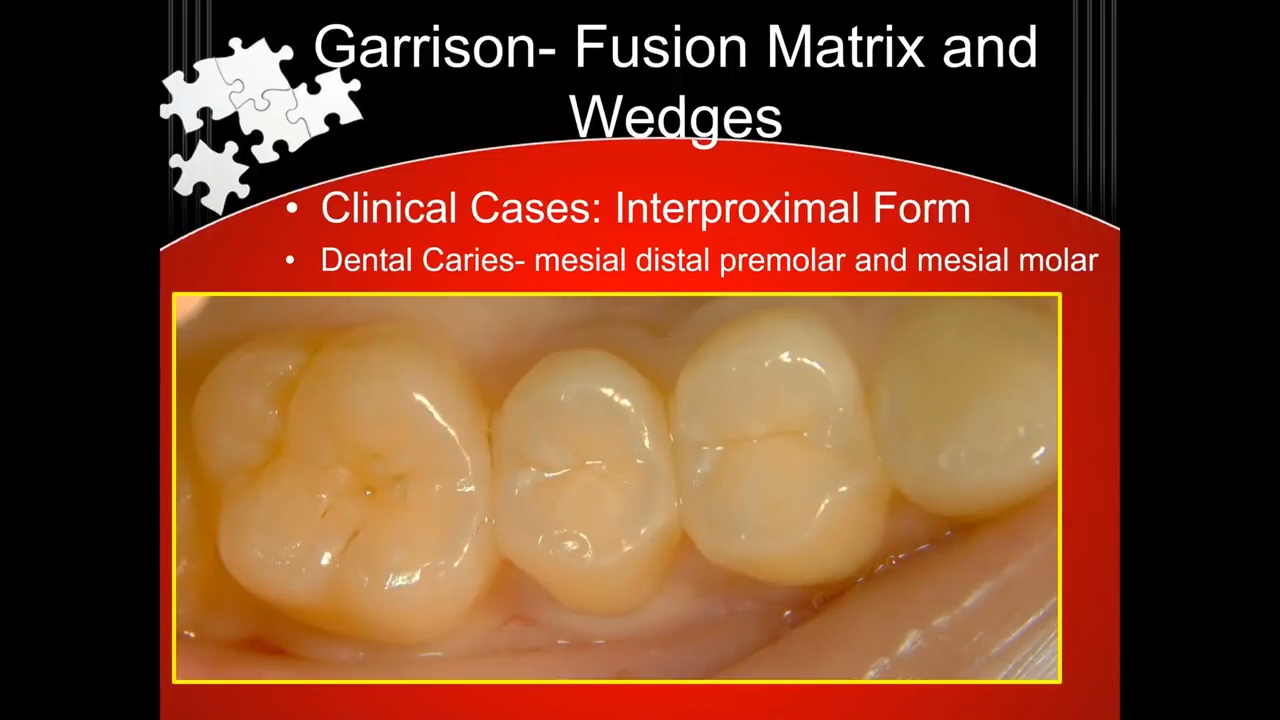 Garrison- Fusion Matrix and
Wedges
• Clinical Cases: Interproximal Form
• Dental Caries- mesial distal premolar and mesial molar